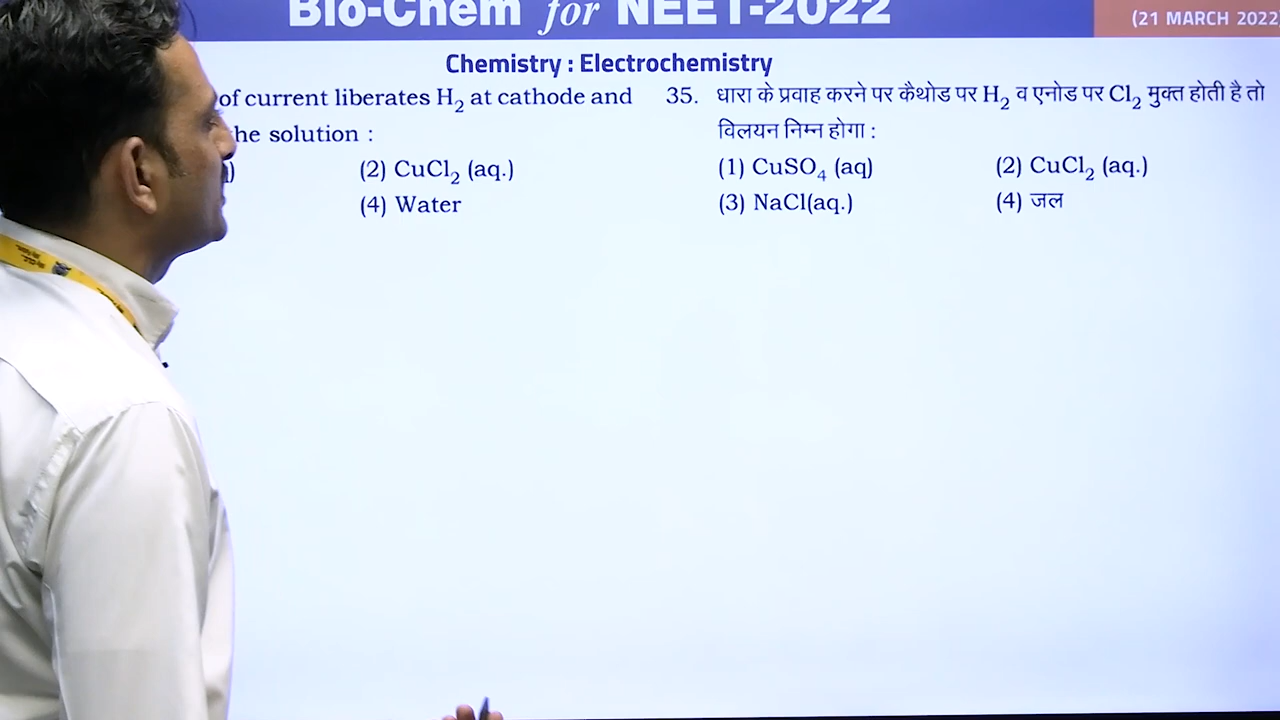 Bio-Chem for NEET-2022
(21 MARCH 2022)
Chemistry : Electrochemistry
of current liberates H₂ at cathode and
he solution :
(2) CuCl₂ (aq.)
(4) Water
35. धारा के प्रवाह करने पर कैथोड पर H₂ व एनोड पर Cl₂ मुक्त होती है तो
विलयन निम्न होगा :
(1) CuSO₄ (aq) (2) CuCl₂ (aq.)
(3) NaCl(aq.) (4) जल